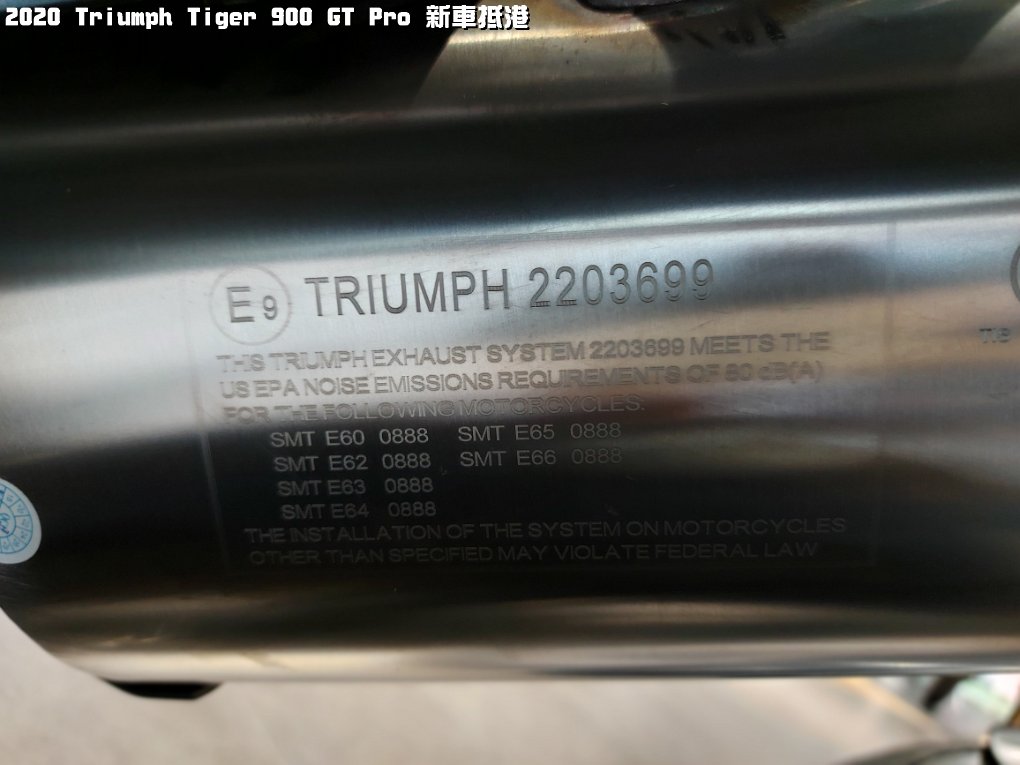 2020 Triumph Tiger 900 GT Pro 新車抵港
E9 TRIUMPH 2203699
THIS TRIUMPH EXHAUST SYSTEM 2203699 MEETS THE
US EPA NOISE EMISSIONS REQUIREMENTS OF 80 dB(A)
FOR THE FOLLOWING MOTORCYCLES:
SMT E60 0888 SMT E65 0888
SMT E62 0888 SMT E66 0888
SMT E63 0888
SMT E64 0888
THE INSTALLATION OF THE SYSTEM ON MOTORCYCLES
OTHER THAN SPECIFIED MAY VIOLATE FEDERAL LAW